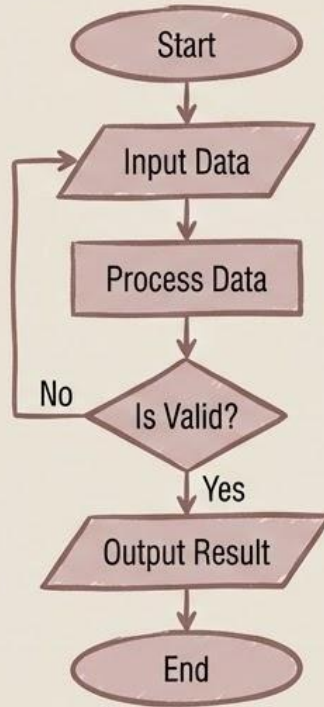 Start
Input Data
Process Data
Is Valid?
No
Yes
Output Result
End